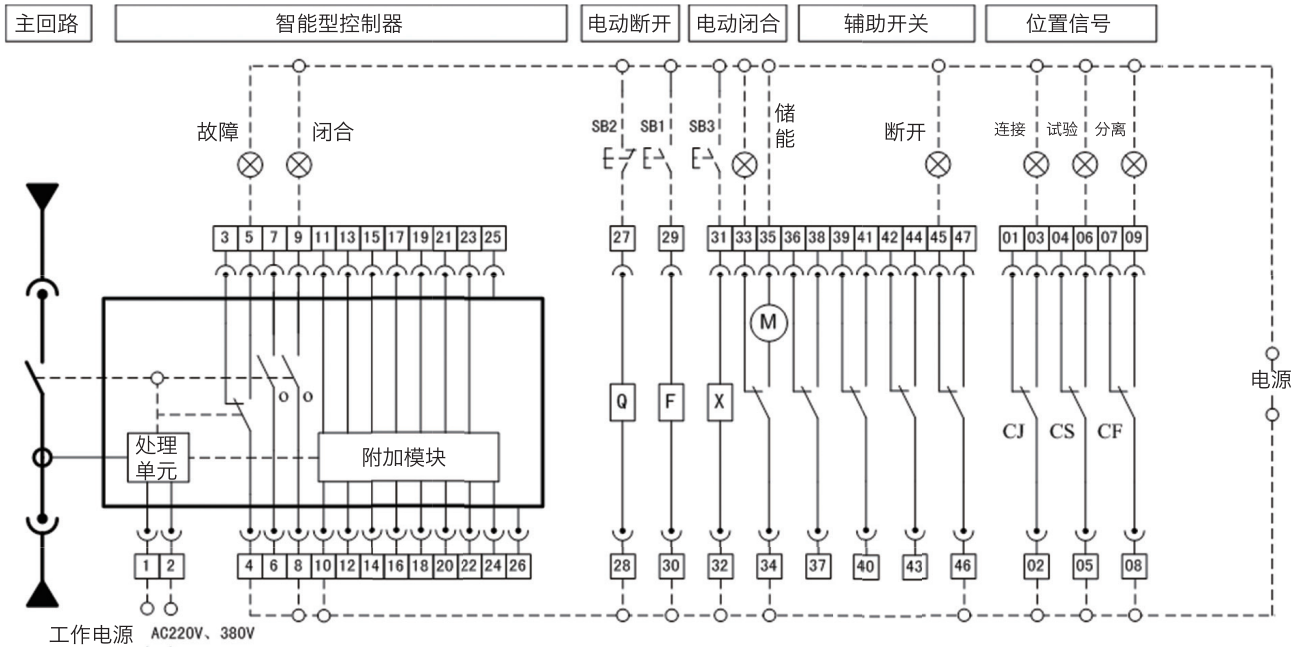 主回路 智能型控制器 电动断开 电动闭合 辅助开关 位置信号
故障 闭合 SB2 SB1 SB3 储能 断开 连接 试验 分离
3 5 7 9 11 13 15 17 19 21 23 25 27 29 31 33 35 36 38 39 41 42 44 45 47 01 03 04 06 07 09
M
电源
o o Q F X
CJ CS CF
处理
单元
附加模块
1 2 4 6 8 10 12 14 16 18 20 22 24 26 28 30 32 34 37 40 43 46 02 05 08
工作电源 AC220V、380V